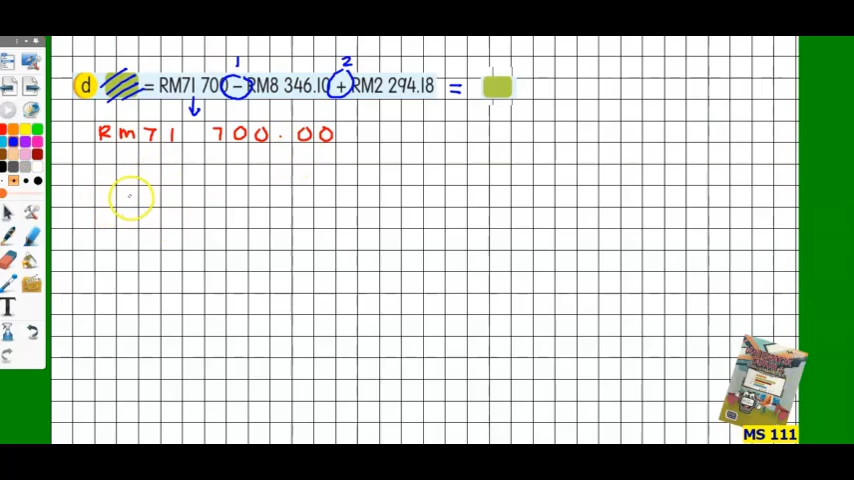 1 2
d = RM71 700 − RM8 346.10 + RM2 294.18 =
Rm71 700.00
T
MS 111